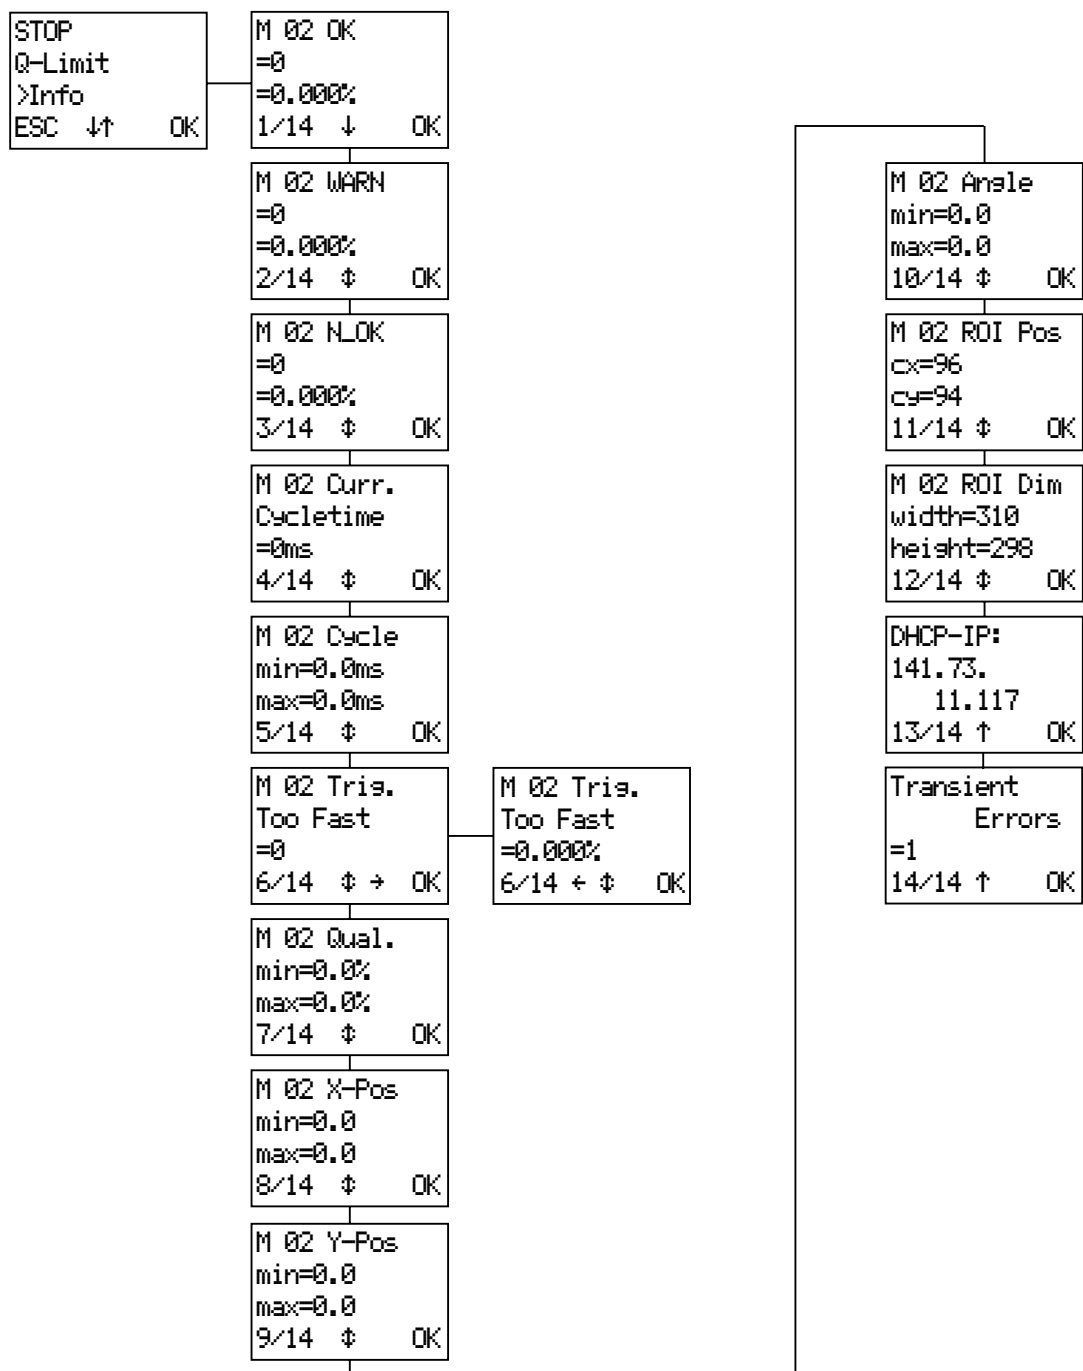 STOP
Q-Limit
>Info
ESC ↓↑ OK
M 02 OK
=0
=0.000%
1/14 ↓ OK
M 02 WARN
=0
=0.000%
2/14 ↕ OK
M 02 N_OK
=0
=0.000%
3/14 ↕ OK
M 02 Curr.
Cycletime
=0ms
4/14 ↕ OK
M 02 Cycle
min=0.0ms
max=0.0ms
5/14 ↕ OK
M 02 Trig.
Too Fast
=0
6/14 ↕ → OK
M 02 Trig.
Too Fast
=0.000%
6/14 ← ↕ OK
M 02 Qual.
min=0.0%
max=0.0%
7/14 ↕ OK
M 02 X-Pos
min=0.0
max=0.0
8/14 ↕ OK
M 02 Y-Pos
min=0.0
max=0.0
9/14 ↕ OK
M 02 Angle
min=0.0
max=0.0
10/14 ↕ OK
M 02 ROI Pos
cx=96
cy=94
11/14 ↕ OK
M 02 ROI Dim
width=310
height=298
12/14 ↕ OK
DHCP-IP:
141.73.
11.117
13/14 ↑ OK
Transient
Errors
=1
14/14 ↑ OK